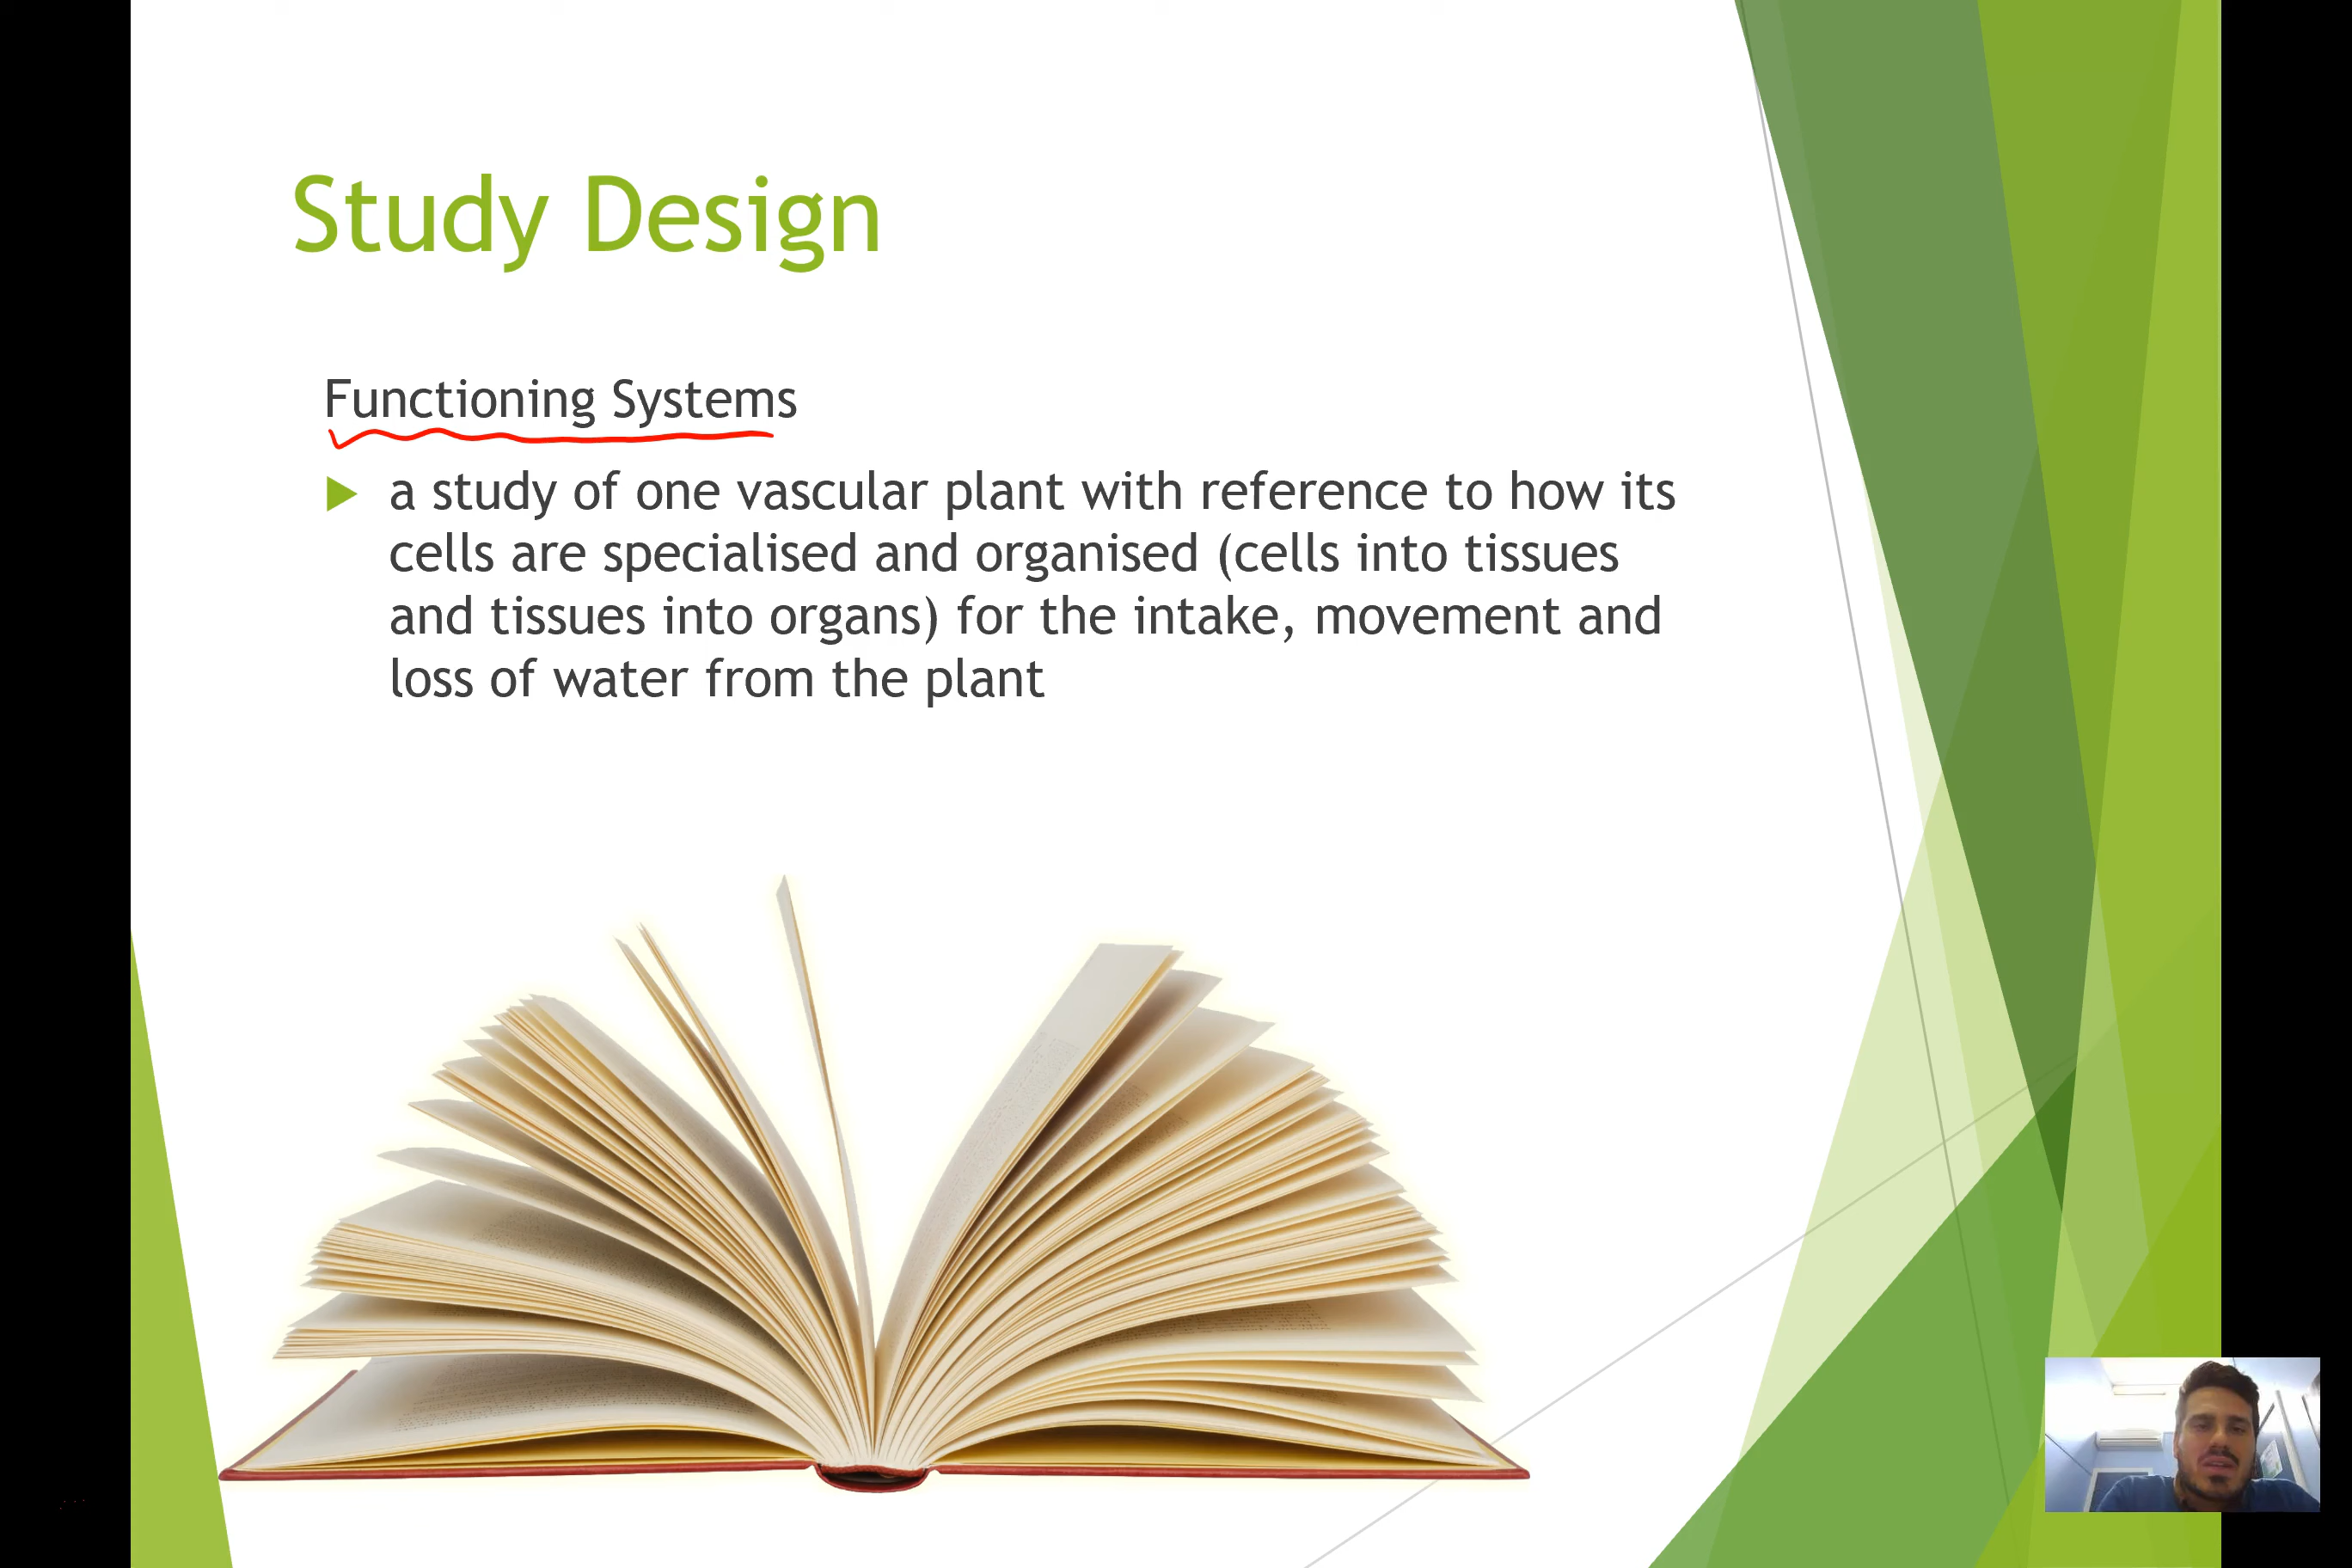 Study Design
Functioning Systems
a study of one vascular plant with reference to how its
cells are specialised and organised (cells into tissues
and tissues into organs) for the intake, movement and
loss of water from the plant